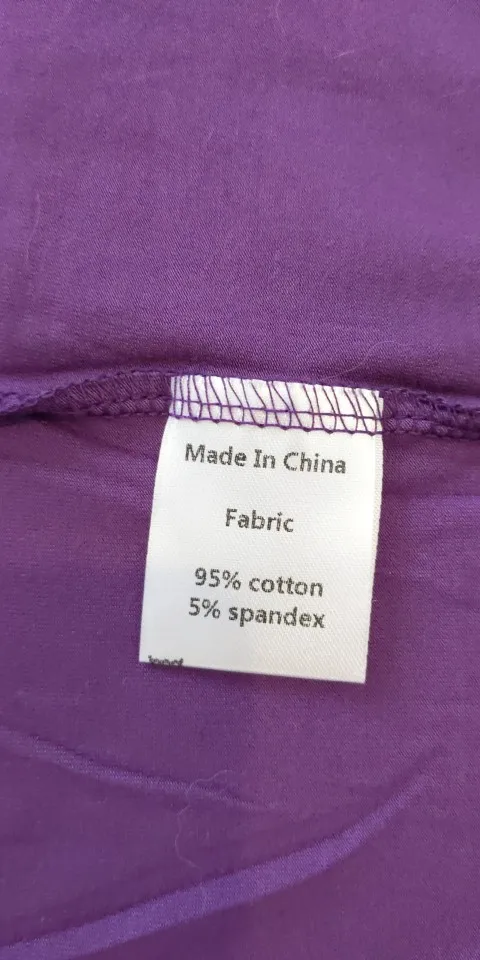 Made In China
Fabric
95% cotton
5% spandex